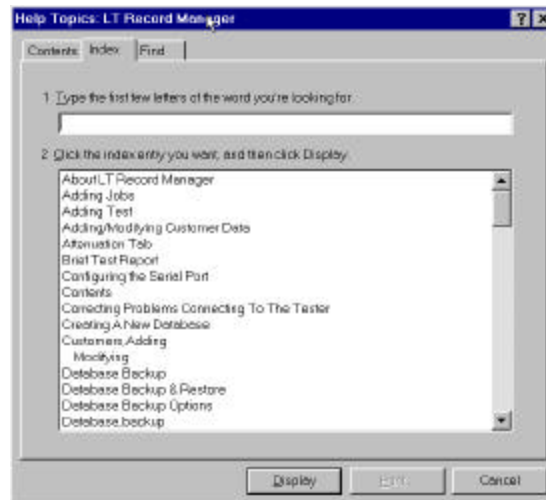 Help Topics: LT Record Manager
? ×
Contents Index Find
1 Type the first few letters of the word you're looking for.
2 Click the index entry you want, and then click Display.
About LT Record Manager
Adding Jobs
Adding Test
Adding/Modifying Customer Data
Attenuation Tab
Brief Test Report
Configuring the Serial Port
Contents
Correcting Problems Connecting To The Tester
Creating A New Database
Customers,Adding
Modifying
Database Backup
Database Backup & Restore
Database Backup Options
Database,backup
Display Print... Cancel